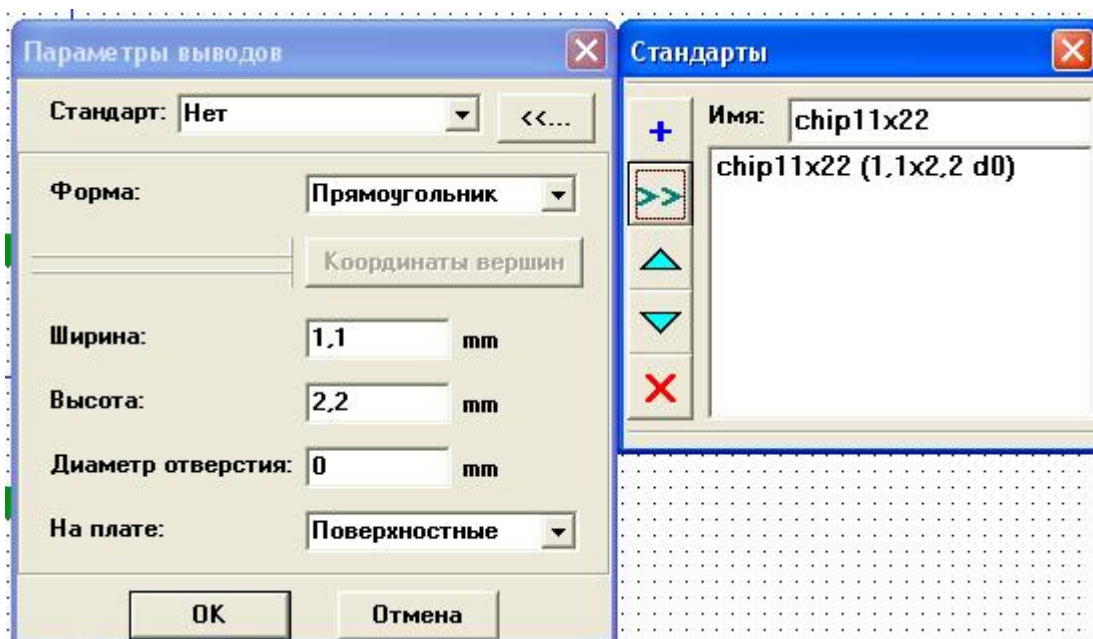 Параметры выводов
Стандарт: Нет <<...
Форма: Прямоугольник
Координаты вершин
Ширина: 1,1 mm
Высота: 2,2 mm
Диаметр отверстия: 0 mm
На плате: Поверхностные
OK Отмена
Стандарты
Имя: chip11x22
chip11x22 (1,1x2,2 d0)
>>